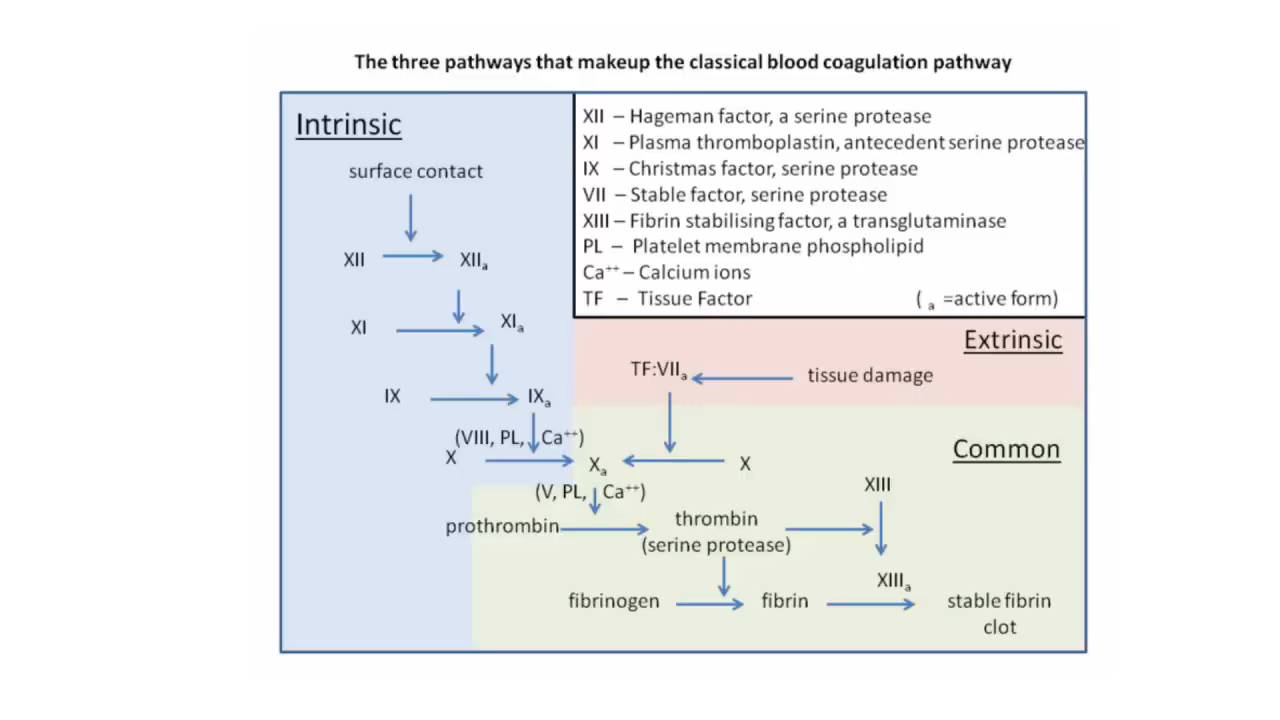 The three pathways that makeup the classical blood coagulation pathway
Intrinsic
surface contact
XII
XIIa
XI
XIa
IX
IXa
(VIII, PL, Ca++)
X
XII – Hageman factor, a serine protease
XI – Plasma thromboplastin, antecedent serine protease
IX – Christmas factor, serine protease
VII – Stable factor, serine protease
XIII – Fibrin stabilising factor, a transglutaminase
PL – Platelet membrane phospholipid
Ca++ – Calcium ions
TF – Tissue Factor ( a =active form)
Extrinsic
TF:VIIa
tissue damage
Common
Xa
X
(V, PL, Ca++)
XIII
prothrombin
thrombin
(serine protease)
XIIIa
fibrinogen
fibrin
stable fibrin
clot